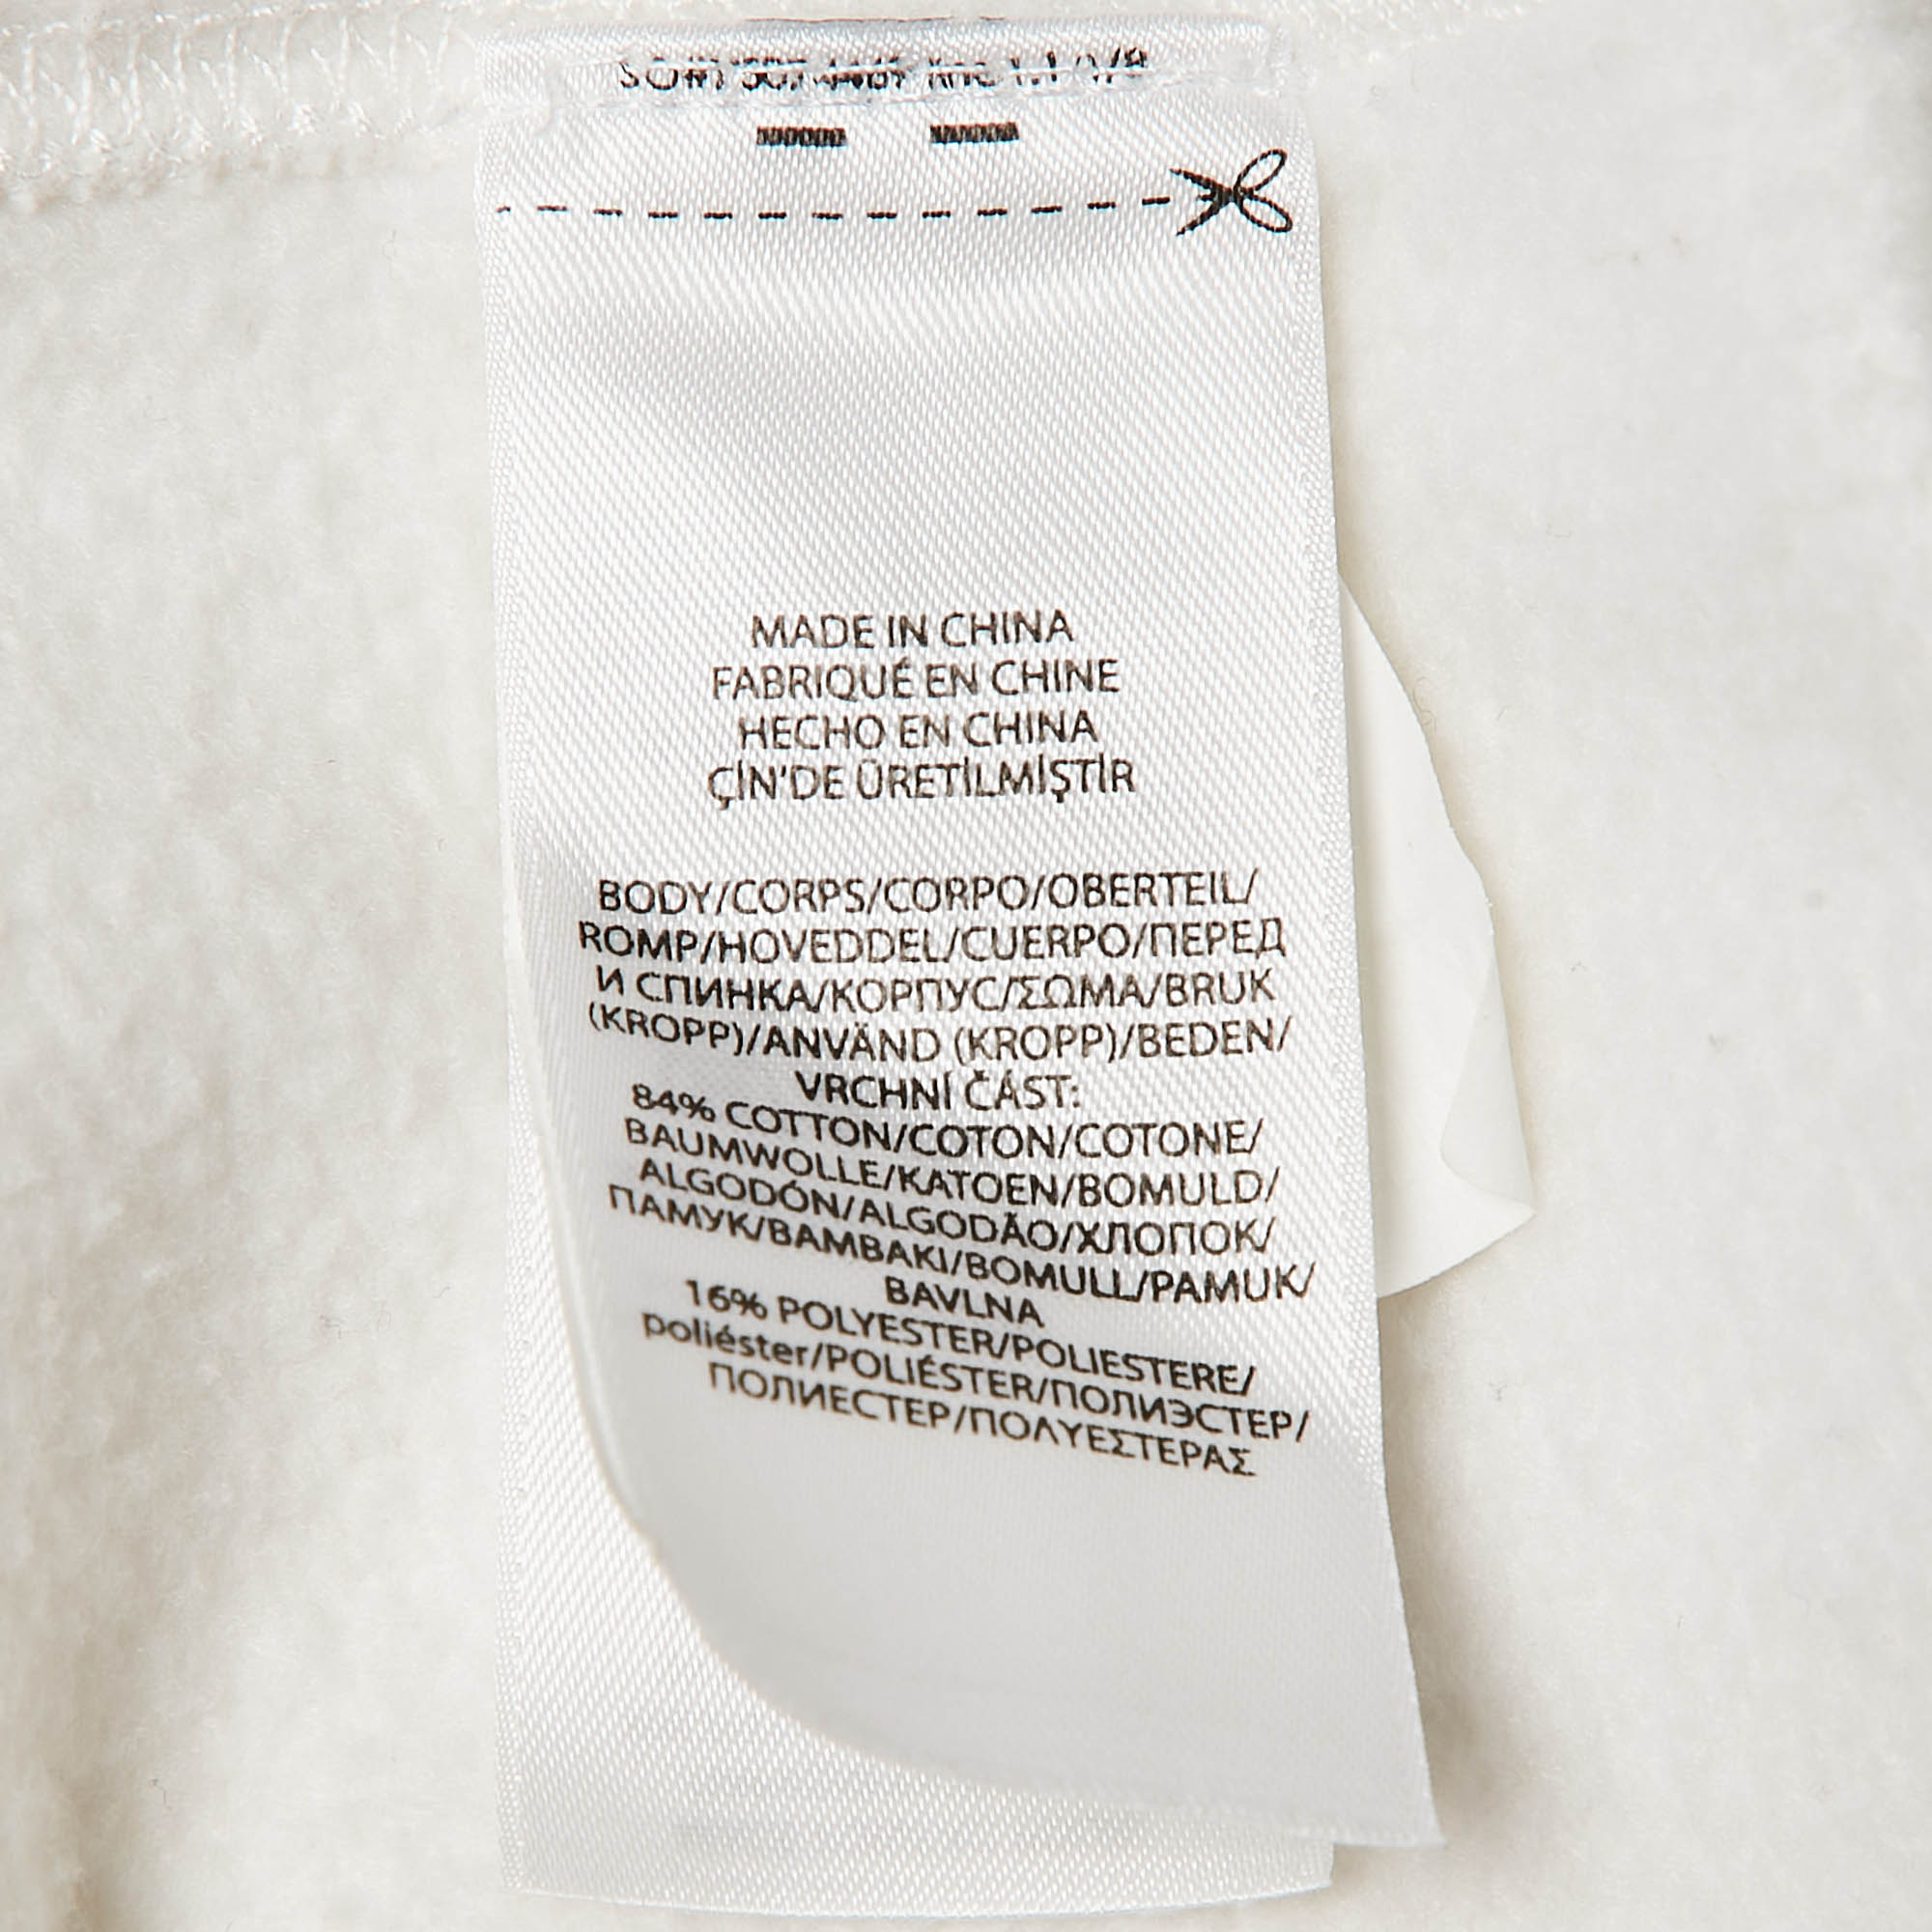 MADE IN CHINA
FABRIQUÉ EN CHINE
HECHO EN CHINA
ÇİN'DE ÜRETİLMİŞTİR
BODY/CORPS/CORPO/OBERTEIL/
ROMP/HOVEDDEL/CUERPO/ПЕРЕД
И СПИНКА/КОРПУС/ΣΩΜΑ/BRUK
(KROPP)/ANVÄND (KROPP)/BEDEN/
VRCHNÍ ČÁST:
84% COTTON/COTON/COTONE/
BAUMWOLLE/KATOEN/BOMULD/
ALGODÓN/ALGODÃO/ХЛОПОК/
ПАМУК/BAMBAKI/BOMULL/PAMUK/
BAVLNA
16% POLYESTER/POLIESTERE/
poliéster/POLIÉSTER/ПОЛИЭСТЕР/
ПОЛИЕСТЕР/ΠΟΛΥΕΣΤΕΡΑΣ